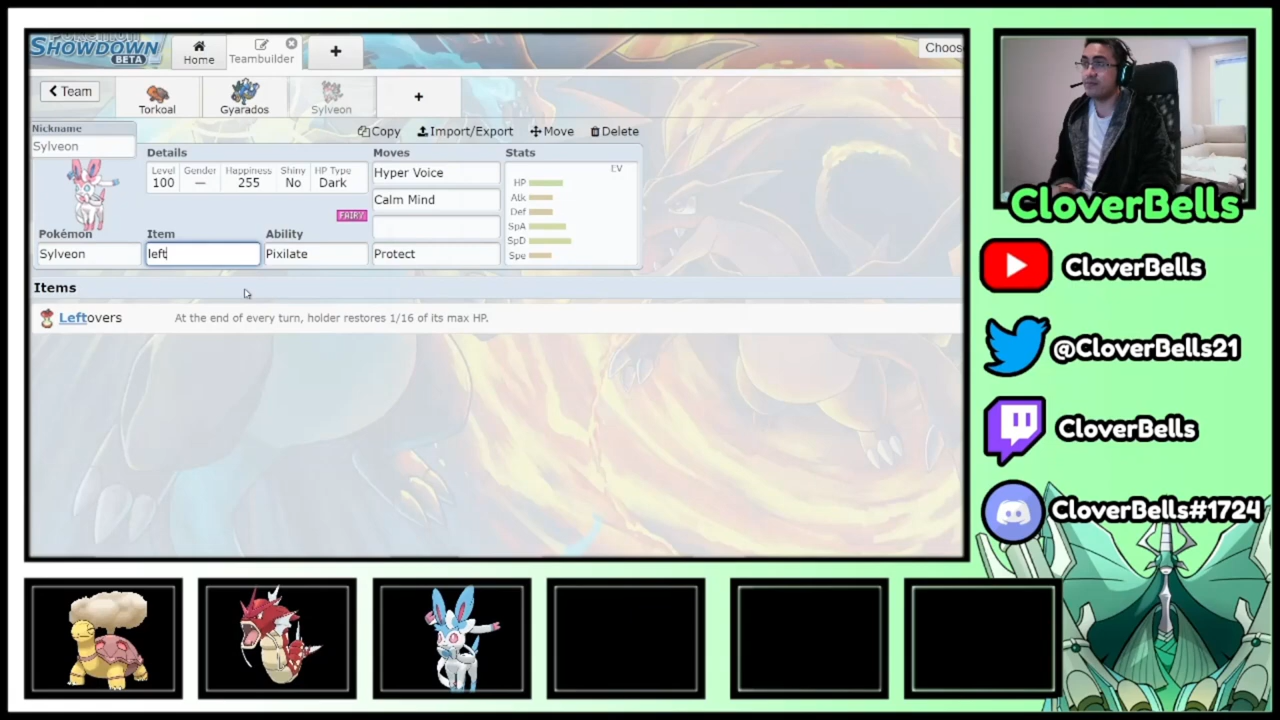 POKÉMON
SHOWDOWN
BETA
Home
Teambuilder
+
Choos
< Team
Torkoal
Gyarados
Sylveon
+
Nickname
Sylveon
Copy
Import/Export
Move
Delete
Details
Level
100
Gender
—
Happiness
255
Shiny
No
HP Type
Dark
FAIRY
Pokémon
Sylveon
Item
left
Ability
Pixilate
Moves
Hyper Voice
Calm Mind
Protect
Stats
EV
HP
Atk
Def
SpA
SpD
Spe
Items
Leftovers
At the end of every turn, holder restores 1/16 of its max HP.
CloverBells
CloverBells
@CloverBells21
CloverBells
CloverBells#1724